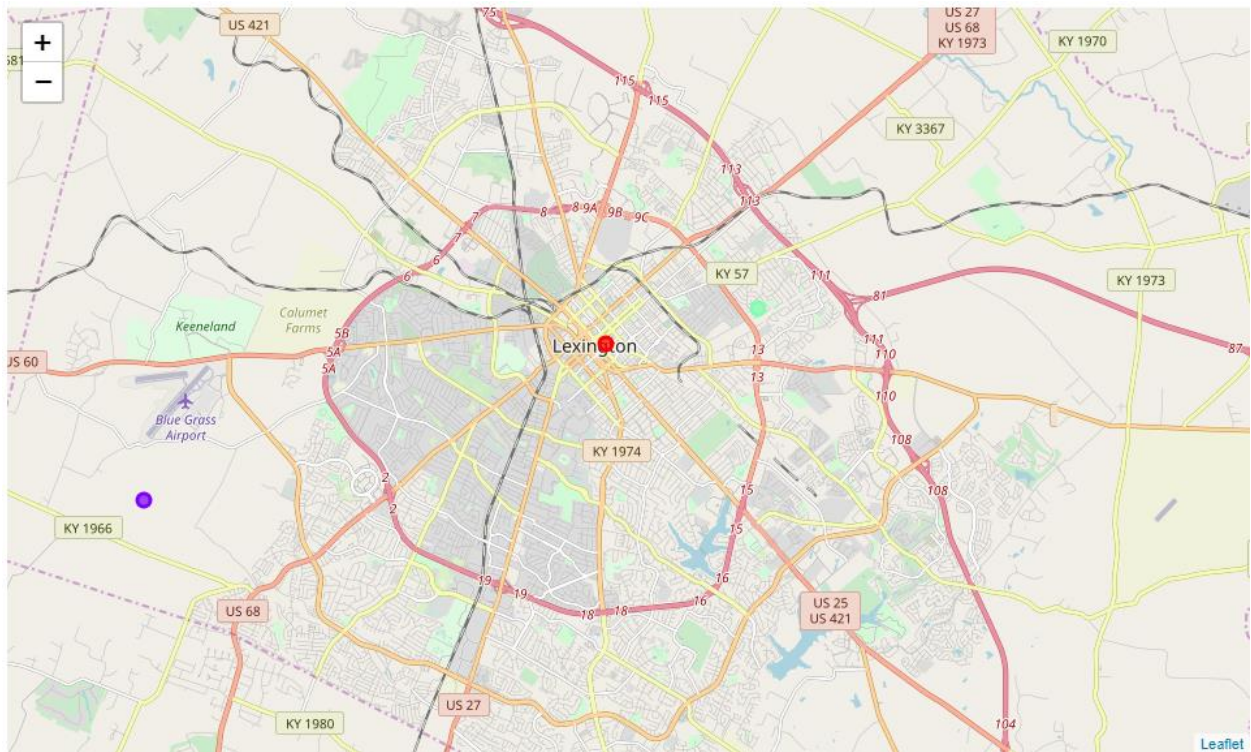 US 421
75
US 27
US 68
KY 1973
KY 1970
+
−
681
115
115
KY 3367
113
113
8
8
9A
9B
9C
7
7
6
6
KY 57
111
81
KY 1973
Calumet
Farms
Keeneland
5B
5A
5A
Lexington
111
110
87
US 60
13
13
110
Blue Grass
Airport
KY 1974
108
108
2
2
15
15
KY 1966
19
19
16
16
18
18
US 68
US 25
US 421
US 27
KY 1980
104
Leaflet